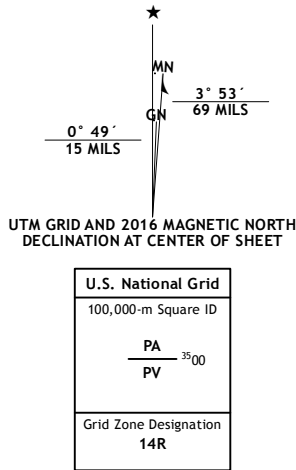 ★
MN
GN
3° 53´
69 MILS
0° 49´
15 MILS
UTM GRID AND 2016 MAGNETIC NORTH
DECLINATION AT CENTER OF SHEET
U.S. National Grid
100,000-m Square ID
PA
³⁵00
PV
Grid Zone Designation
14R